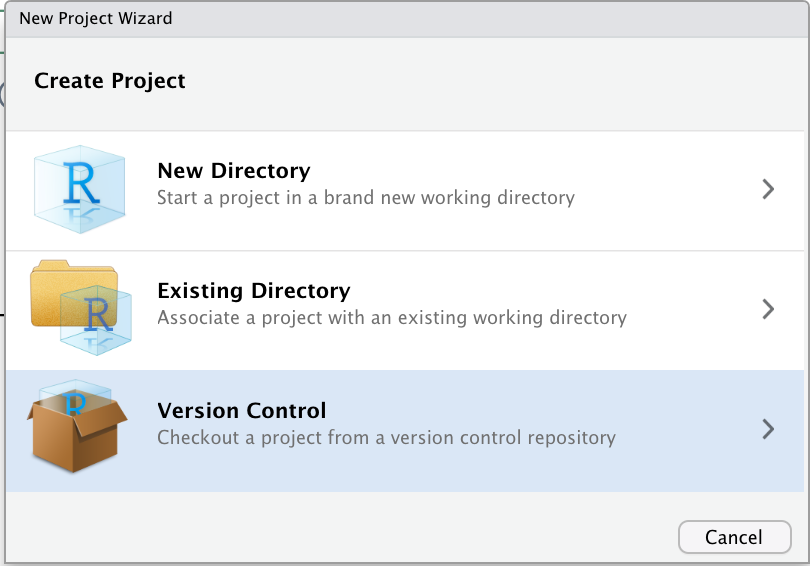 New Project Wizard
Create Project
R
New Directory
Start a project in a brand new working directory
R
Existing Directory
Associate a project with an existing working directory
R
Version Control
Checkout a project from a version control repository
Cancel